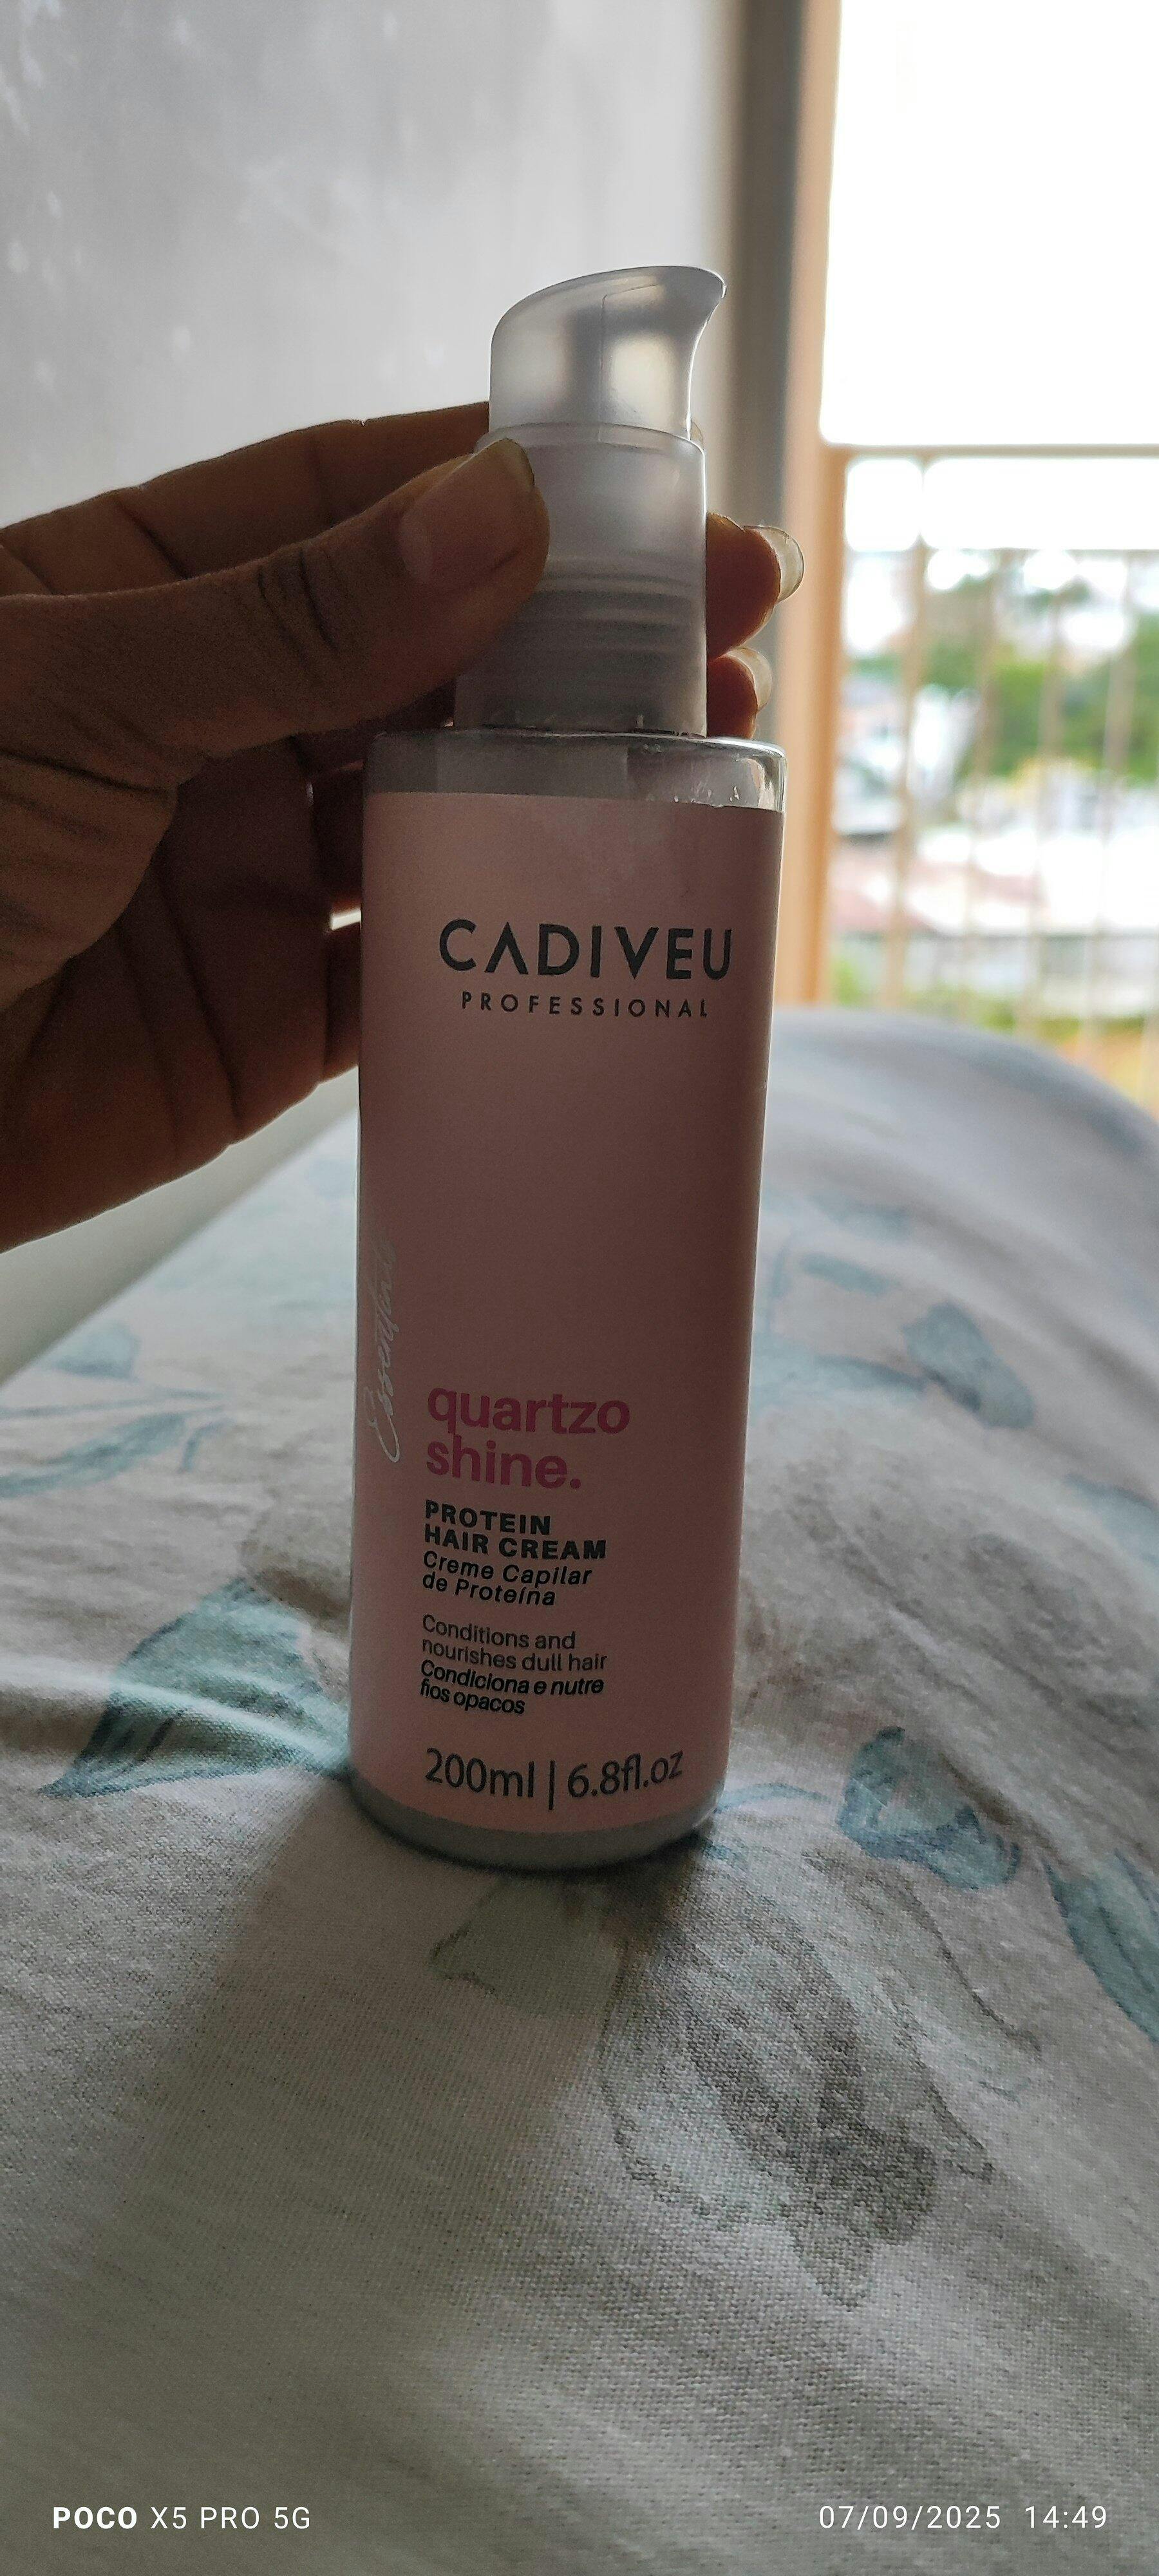 CADIVEU
PROFESSIONAL
Essentials
quartzo
shine.
PROTEIN
HAIR CREAM
Creme Capilar
de Proteína
Conditions and
nourishes dull hair
Condiciona e nutre
fios opacos
200ml | 6.8fl.oz
POCO X5 PRO 5G
07/09/2025 14:49